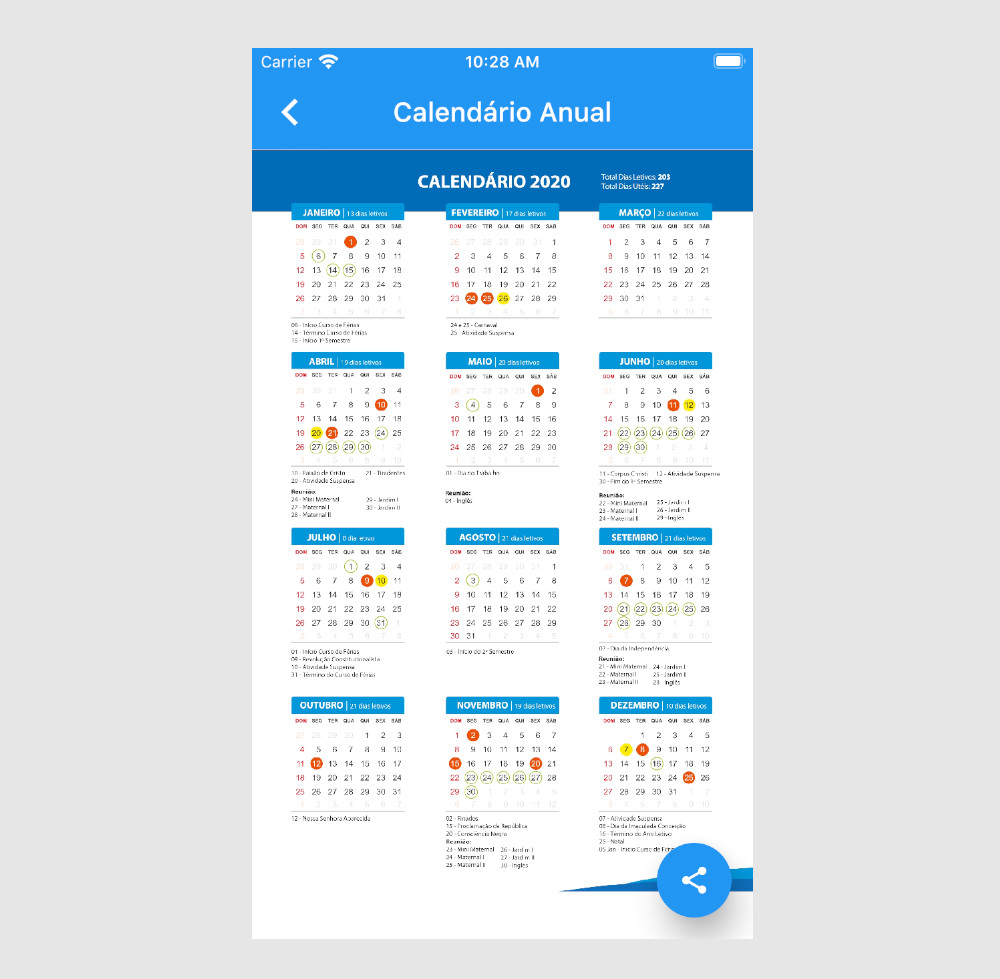 Carrier
10:28 AM
Calendário Anual
CALENDÁRIO 2020
Total Dias Letivos: 203
Total Dias Utéis: 227
JANEIRO | 13 dias letivos
DOM SEG TER QUA QUI SEX SÁB
29 30 31 1 2 3 4
5 6 7 8 9 10 11
12 13 14 15 16 17 18
19 20 21 22 23 24 25
26 27 28 29 30 31 1
2 3 4 5 6 7 8
06 - Início Curso de Férias
14 - Término Curso de Férias
15 - Início 1º Semestre
FEVEREIRO | 17 dias letivos
DOM SEG TER QUA QUI SEX SÁB
26 27 28 29 30 31 1
2 3 4 5 6 7 8
9 10 11 12 13 14 15
16 17 18 19 20 21 22
23 24 25 26 27 28 29
1 2 3 4 5 6 7
24 e 25 - Carnaval
25 - Atividade Suspensa
MARÇO | 22 dias letivos
DOM SEG TER QUA QUI SEX SÁB
1 2 3 4 5 6 7
8 9 10 11 12 13 14
15 16 17 18 19 20 21
22 23 24 25 26 27 28
29 30 31 1 2 3 4
5 6 7 8 9 10 11
ABRIL | 19 dias letivos
DOM SEG TER QUA QUI SEX SÁB
29 30 31 1 2 3 4
5 6 7 8 9 10 11
12 13 14 15 16 17 18
19 20 21 22 23 24 25
26 27 28 29 30 1 2
3 4 5 6 7 8 9
10 - Paixão de Cristo 21 - Tiradentes
20 - Atividade Suspensa
Reunião:
24 - Mini Maternal 29 - Jardim I
27 - Maternal I 30 - Jardim II
28 - Maternal II
MAIO | 20 dias letivos
DOM SEG TER QUA QUI SEX SÁB
26 27 28 29 30 1 2
3 4 5 6 7 8 9
10 11 12 13 14 15 16
17 18 19 20 21 22 23
24 25 26 27 28 29 30
01 - Dia do Trabalho
Reunião:
04 - Inglês
JUNHO | 20 dias letivos
DOM SEG TER QUA QUI SEX SÁB
31 1 2 3 4 5 6
7 8 9 10 11 12 13
14 15 16 17 18 19 20
21 22 23 24 25 26 27
28 29 30 1 2 3 4
5 6 7 8 9 10 11
11 - Corpus Christi 12 - Atividade Suspensa
30 - Fim do 1º Semestre
Reunião:
22 - Mini Maternal 25 - Jardim I
23 - Maternal I 26 - Jardim II
24 - Maternal II 29 - Inglês
JULHO | 0 dia letivo
DOM SEG TER QUA QUI SEX SÁB
28 29 30 1 2 3 4
5 6 7 8 9 10 11
12 13 14 15 16 17 18
19 20 21 22 23 24 25
26 27 28 29 30 31 1
2 3 4 5 6 7 8
01 - Início Curso de Férias
09 - Revolução Constitucionalista
10 - Atividade Suspensa
31 - Término do Curso de Férias
AGOSTO | 21 dias letivos
DOM SEG TER QUA QUI SEX SÁB
26 27 28 29 30 31 1
2 3 4 5 6 7 8
9 10 11 12 13 14 15
16 17 18 19 20 21 22
23 24 25 26 27 28 29
30 31 1 2 3 4 5
03 - Início do 2º Semestre
SETEMBRO | 21 dias letivos
DOM SEG TER QUA QUI SEX SÁB
30 31 1 2 3 4 5
6 7 8 9 10 11 12
13 14 15 16 17 18 19
20 21 22 23 24 25 26
27 28 29 30 1 2 3
4 5 6 7 8 9 10
07 - Dia da Independência
Reunião:
21 - Mini Maternal 24 - Jardim I
22 - Maternal I 25 - Jardim II
23 - Maternal II 28 - Inglês
OUTUBRO | 21 dias letivos
DOM SEG TER QUA QUI SEX SÁB
27 28 29 30 1 2 3
4 5 6 7 8 9 10
11 12 13 14 15 16 17
18 19 20 21 22 23 24
25 26 27 28 29 30 31
1 2 3 4 5 6 7
12 - Nossa Senhora Aparecida
NOVEMBRO | 19 dias letivos
DOM SEG TER QUA QUI SEX SÁB
1 2 3 4 5 6 7
8 9 10 11 12 13 14
15 16 17 18 19 20 21
22 23 24 25 26 27 28
29 30 1 2 3 4 5
6 7 8 9 10 11 12
02 - Finados
15 - Proclamação da República
20 - Consciência Negra
Reunião:
23 - Mini Maternal 26 - Jardim I
24 - Maternal I 27 - Jardim II
25 - Maternal II 30 - Inglês
DEZEMBRO | 10 dias letivos
DOM SEG TER QUA QUI SEX SÁB
1 2 3 4 5
6 7 8 9 10 11 12
13 14 15 16 17 18 19
20 21 22 23 24 25 26
27 28 29 30 31 1 2
07 - Atividade Suspensa
08 - Dia da Imaculada Conceição
16 - Término do Ano Letivo
25 - Natal
05 Jan - Início Curso de Féri